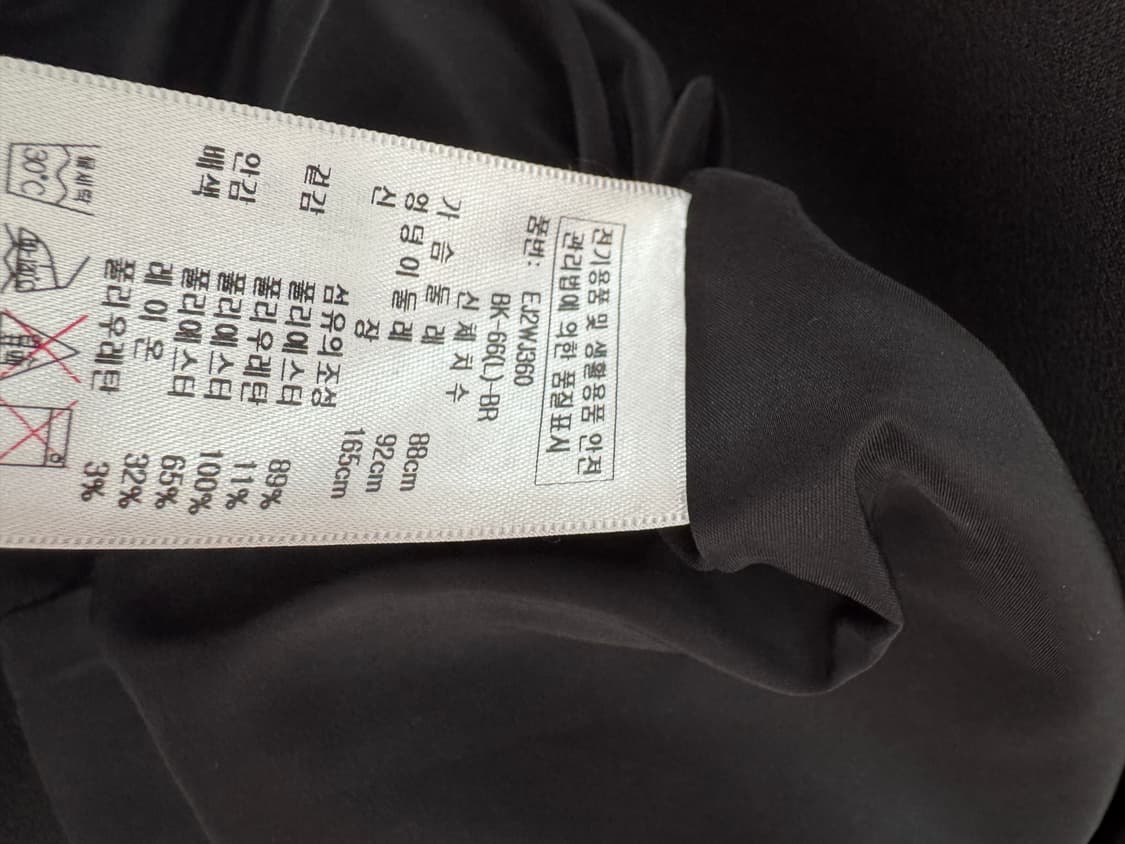 전기용품 및 생활용품 안전
관리법에 의한 품질표시
품번: EJ2WJ360
BK-66(L)-BR
신 체 치 수
가 슴 둘 레 88cm
엉 덩 이 둘 레 92cm
신 장 165cm
섬유의조성
겉감 폴리에스터 89%
폴리우레탄 11%
안감 폴리에스터 100%
배색 폴리에스터 65%
레 이 온 32%
폴리우레탄 3%
30°C